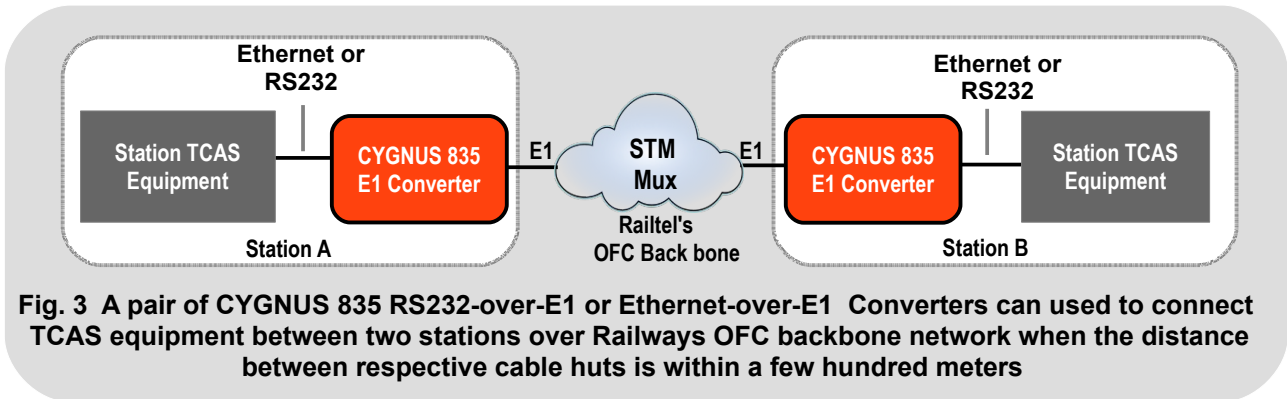 Ethernet or
RS232
Station TCAS
Equipment
CYGNUS 835
E1 Converter
Station A
E1
STM
Mux
E1
Railtel's
OFC Back bone
Ethernet or
RS232
CYGNUS 835
E1 Converter
Station TCAS
Equipment
Station B
Fig. 3 A pair of CYGNUS 835 RS232-over-E1 or Ethernet-over-E1 Converters can used to connect
TCAS equipment between two stations over Railways OFC backbone network when the distance
between respective cable huts is within a few hundred meters